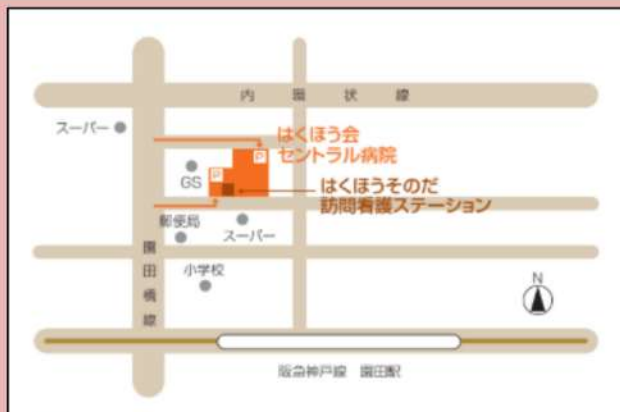 内環状線
スーパー
はくほう会
セントラル病院
P
GS
P
はくほうそのだ
訪問看護ステーション
郵便局
スーパー
園田橋線
小学校
N
阪急神戸線 園田駅